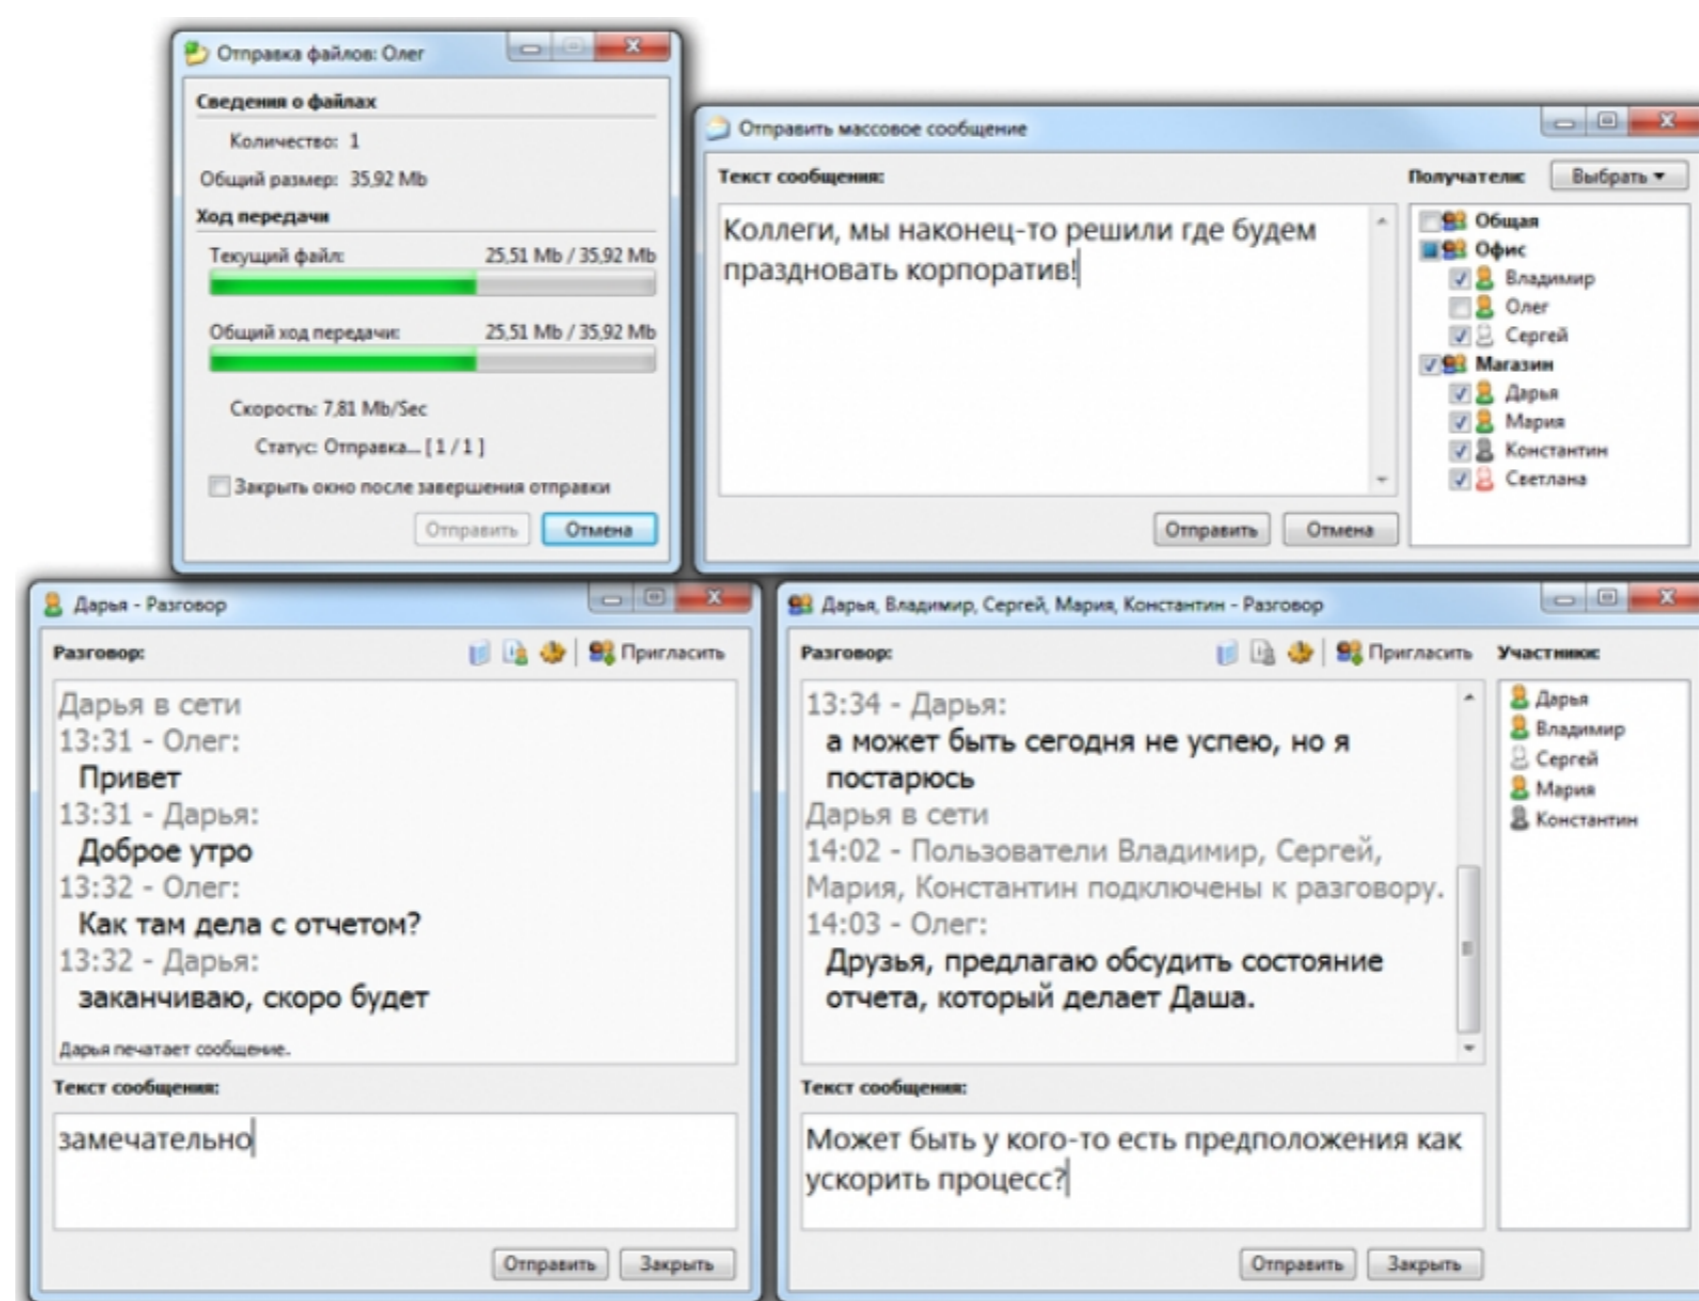 Отправка файлов: Олег
Сведения о файлах
Количество: 1
Общий размер: 35,92 Mb
Ход передачи
Текущий файл: 25,51 Mb / 35,92 Mb
Общий ход передачи: 25,51 Mb / 35,92 Mb
Скорость: 7,81 Mb/Sec
Статус: Отправка... [ 1 / 1 ]
Закрыть окно после завершения отправки
Отправить Отмена
Отправить массовое сообщение
Текст сообщения:
Коллеги, мы наконец-то решили где будем
праздновать корпоратив!
Отправить Отмена
Получатели: Выбрать
Общая
Офис
Владимир
Олег
Сергей
Магазин
Дарья
Мария
Константин
Светлана
Дарья - Разговор
Разговор: Пригласить
Дарья в сети
13:31 - Олег:
Привет
13:31 - Дарья:
Доброе утро
13:32 - Олег:
Как там дела с отчетом?
13:32 - Дарья:
заканчиваю, скоро будет
Дарья печатает сообщение.
Текст сообщения:
замечательно
Отправить Закрыть
Дарья, Владимир, Сергей, Мария, Константин - Разговор
Разговор: Пригласить
13:34 - Дарья:
а может быть сегодня не успею, но я
постарюсь
Дарья в сети
14:02 - Пользователи Владимир, Сергей,
Мария, Константин подключены к разговору.
14:03 - Олег:
Друзья, предлагаю обсудить состояние
отчета, который делает Даша.
Текст сообщения:
Может быть у кого-то есть предположения как
ускорить процесс?
Отправить Закрыть
Участники:
Дарья
Владимир
Сергей
Мария
Константин